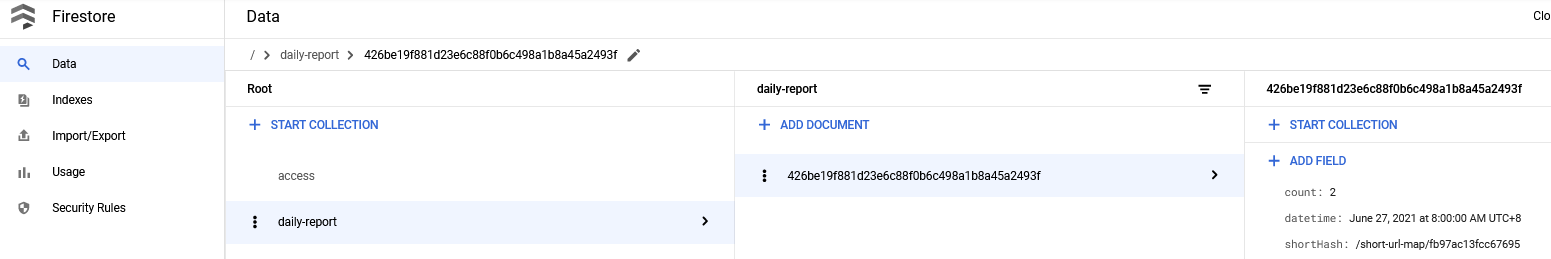 Firestore
Data
Clo
Data
Indexes
Import/Export
Usage
Security Rules
/ > daily-report > 426be19f881d23e6c88f0b6c498a1b8a45a2493f
Root
+ START COLLECTION
access
daily-report
daily-report
+ ADD DOCUMENT
426be19f881d23e6c88f0b6c498a1b8a45a2493f
426be19f881d23e6c88f0b6c498a1b8a45a2493f
+ START COLLECTION
+ ADD FIELD
count: 2
datetime: June 27, 2021 at 8:00:00 AM UTC+8
shortHash: /short-url-map/fb97ac13fcc67695